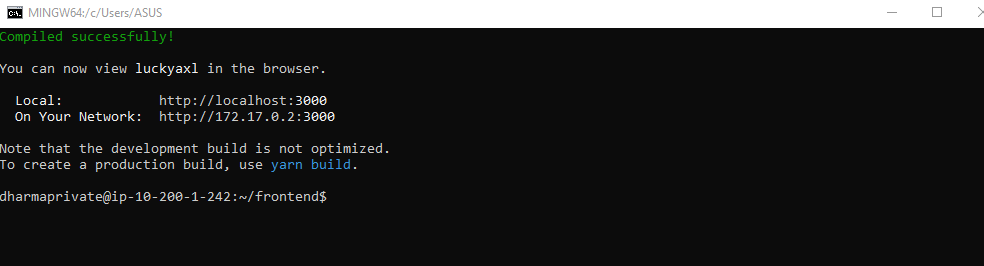 MINGW64:/c/Users/ASUS
Compiled successfully!
You can now view luckyaxl in the browser.
Local: http://localhost:3000
On Your Network: http://172.17.0.2:3000
Note that the development build is not optimized.
To create a production build, use yarn build.
dharmaprivate@ip-10-200-1-242:~/frontend$